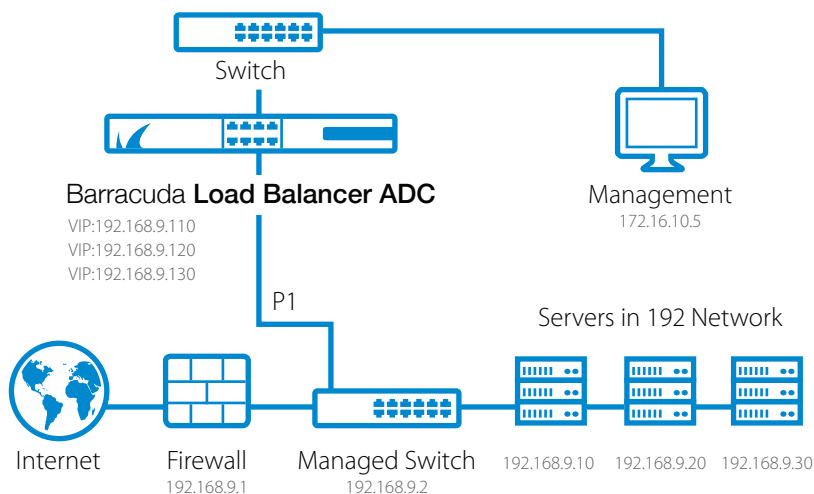 Switch
Barracuda Load Balancer ADC
VIP:192.168.9.110
VIP:192.168.9.120
VIP:192.168.9.130
Management
172.16.10.5
P1
Servers in 192 Network
Internet
Firewall
192.168.9.1
Managed Switch
192.168.9.2
192.168.9.10
192.168.9.20
192.168.9.30